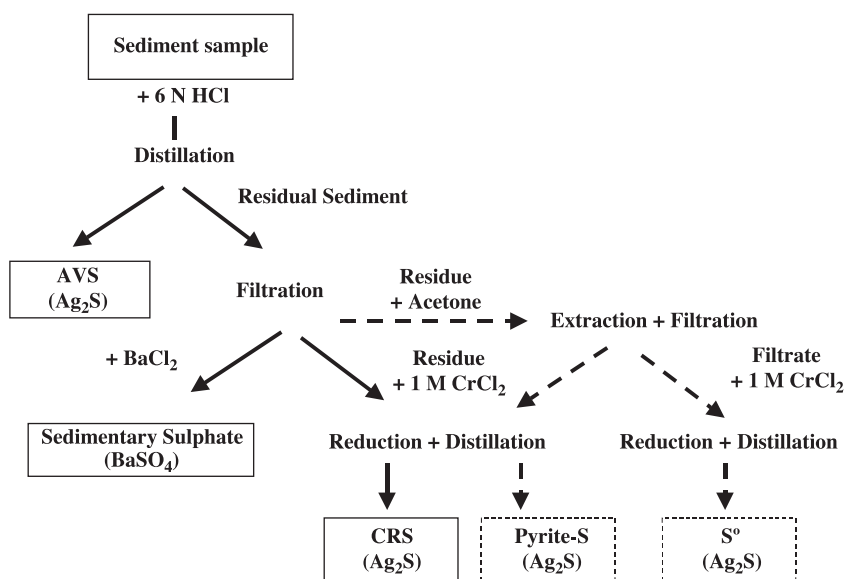 Sediment sample
+ 6 N HCl
Distillation
Residual Sediment
AVS
(Ag₂S)
Filtration
Residue
+ Acetone
Extraction + Filtration
+ BaCl₂
Residue
+ 1 M CrCl₂
Filtrate
+ 1 M CrCl₂
Sedimentary Sulphate
(BaSO₄)
Reduction + Distillation
Reduction + Distillation
CRS
(Ag₂S)
Pyrite-S
(Ag₂S)
Sº
(Ag₂S)